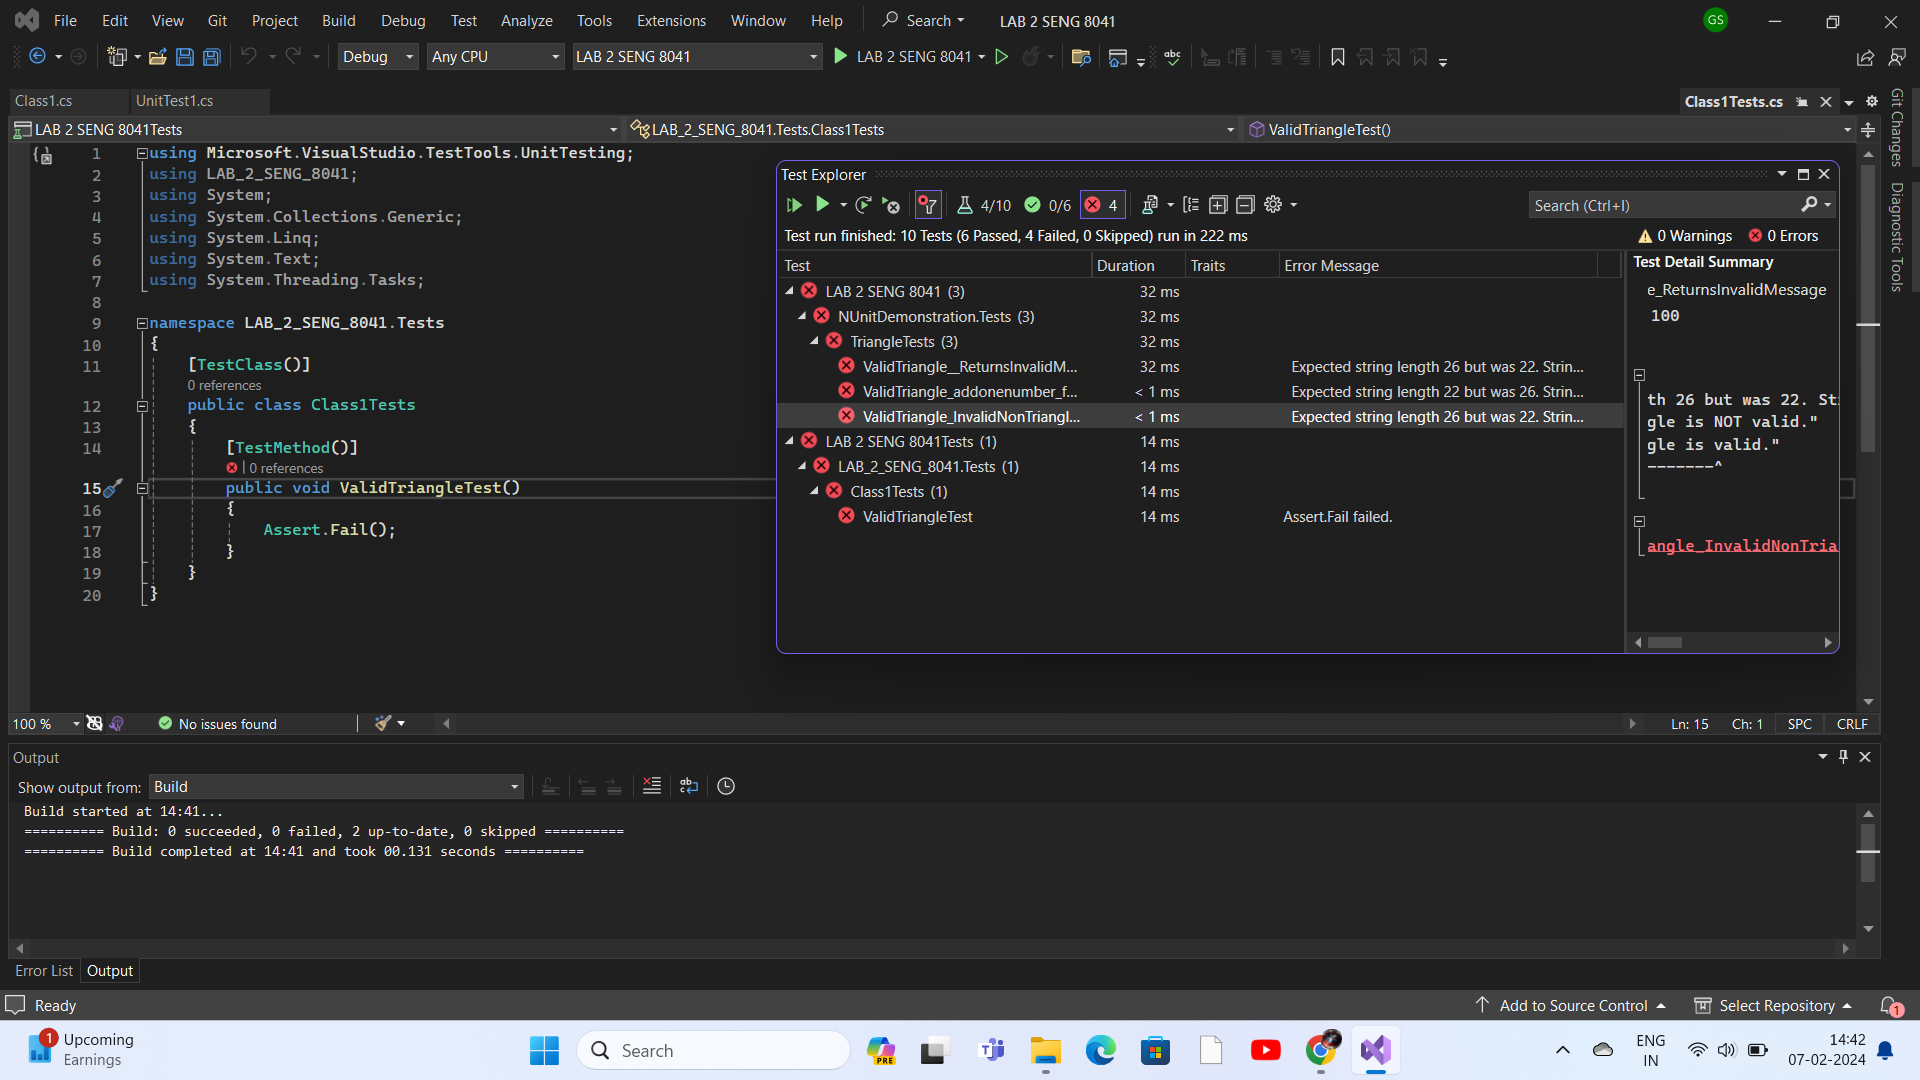 File Edit View Git Project Build Debug Test Analyze Tools Extensions Window Help Search LAB 2 SENG 8041 GS
Debug Any CPU LAB 2 SENG 8041 LAB 2 SENG 8041 abc
Class1.cs UnitTest1.cs Class1Tests.cs
LAB 2 SENG 8041Tests LAB_2_SENG_8041.Tests.Class1Tests ValidTriangleTest()
Git Changes
Diagnostic Tools
1 using Microsoft.VisualStudio.TestTools.UnitTesting;
2 using LAB_2_SENG_8041;
3 using System;
4 using System.Collections.Generic;
5 using System.Linq;
6 using System.Text;
7 using System.Threading.Tasks;
8
9 namespace LAB_2_SENG_8041.Tests
10 {
11 [TestClass()]
0 references
12 public class Class1Tests
13 {
14 [TestMethod()]
| 0 references
15 public void ValidTriangleTest()
16 {
17 Assert.Fail();
18 }
19 }
20 }
Test Explorer
4/10 0/6 4 Search (Ctrl+I)
Test run finished: 10 Tests (6 Passed, 4 Failed, 0 Skipped) run in 222 ms 0 Warnings 0 Errors
Test Duration Traits Error Message
LAB 2 SENG 8041 (3) 32 ms
NUnitDemonstration.Tests (3) 32 ms
TriangleTests (3) 32 ms
ValidTriangle__ReturnsInvalidM... 32 ms Expected string length 26 but was 22. Strin...
ValidTriangle_addonenumber_f... < 1 ms Expected string length 22 but was 26. Strin...
ValidTriangle_InvalidNonTriangl... < 1 ms Expected string length 26 but was 22. Strin...
LAB 2 SENG 8041Tests (1) 14 ms
LAB_2_SENG_8041.Tests (1) 14 ms
Class1Tests (1) 14 ms
ValidTriangleTest 14 ms Assert.Fail failed.
Test Detail Summary
e_ReturnsInvalidMessage
100
th 26 but was 22. St
gle is NOT valid."
gle is valid."
-------^
angle_InvalidNonTria
100 % No issues found Ln: 15 Ch: 1 SPC CRLF
Output
Show output from: Build
Build started at 14:41...
========== Build: 0 succeeded, 0 failed, 2 up-to-date, 0 skipped ==========
========== Build completed at 14:41 and took 00.131 seconds ==========
Error List Output
Ready Add to Source Control Select Repository 1
1 Upcoming
Earnings
Search PRE
ENG
IN
14:42
07-02-2024